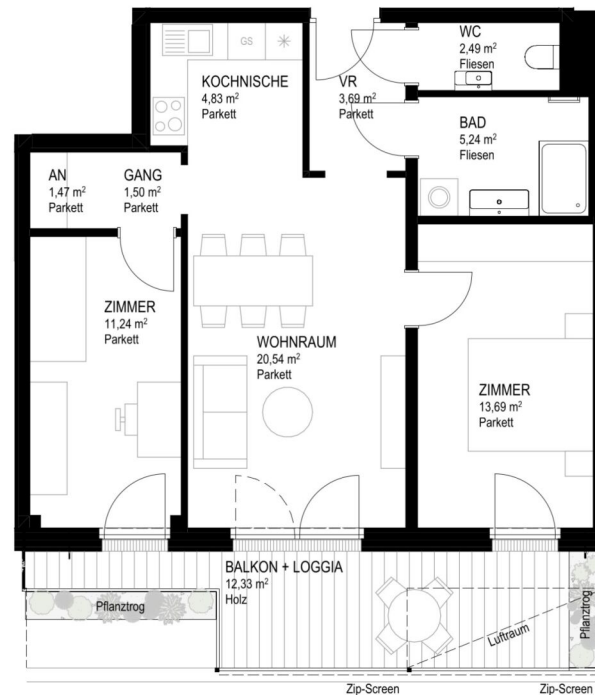 WC
2,49 m²
Fliesen
GS
KOCHNISCHE
4,83 m²
Parkett
VR
3,69 m²
Parkett
BAD
5,24 m²
Fliesen
AN
1,47 m²
Parkett
GANG
1,50 m²
Parkett
ZIMMER
11,24 m²
Parkett
WOHNRAUM
20,54 m²
Parkett
ZIMMER
13,69 m²
Parkett
BALKON + LOGGIA
12,33 m²
Holz
Pflanztrog
Luftraum
Pflanztrog
Zip-Screen
Zip-Screen